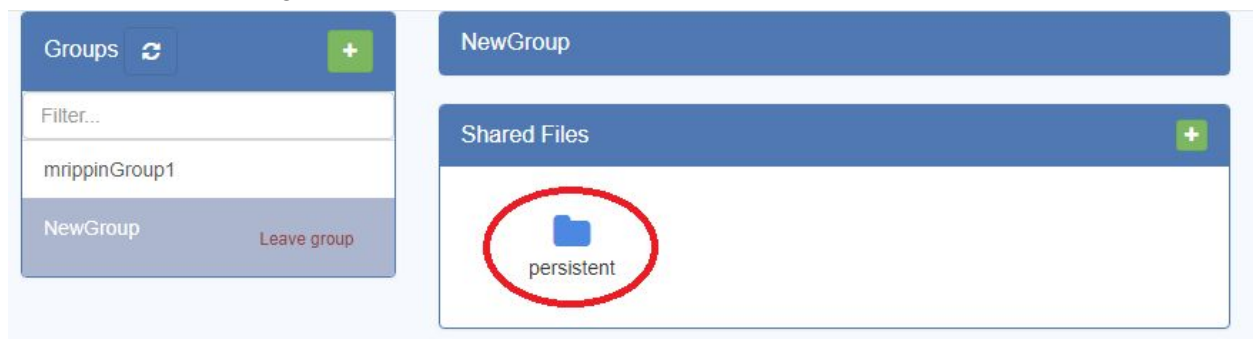 Groups
+
Filter...
mrippinGroup1
NewGroup
Leave group
NewGroup
Shared Files
+
persistent